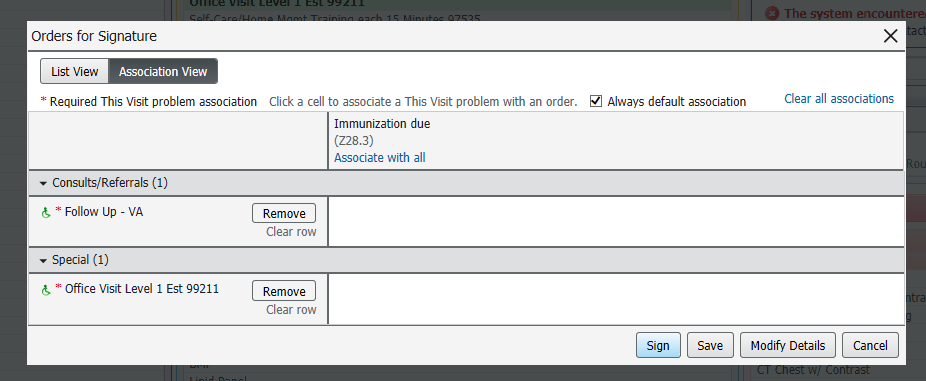 Office Visit Level 1 Est 99211
Self-Care/Home Mgmt Training each 15 Minutes 97535
The system encountered
Orders for Signature
List View
Association View
* Required This Visit problem association
Click a cell to associate a This Visit problem with an order.
Always default association
Clear all associations
Immunization due
(Z28.3)
Associate with all
Consults/Referrals (1)
* Follow Up - VA
Remove
Clear row
Special (1)
* Office Visit Level 1 Est 99211
Remove
Clear row
Sign
Save
Modify Details
Cancel
Lipid Panel
CT Chest w/ Contrast